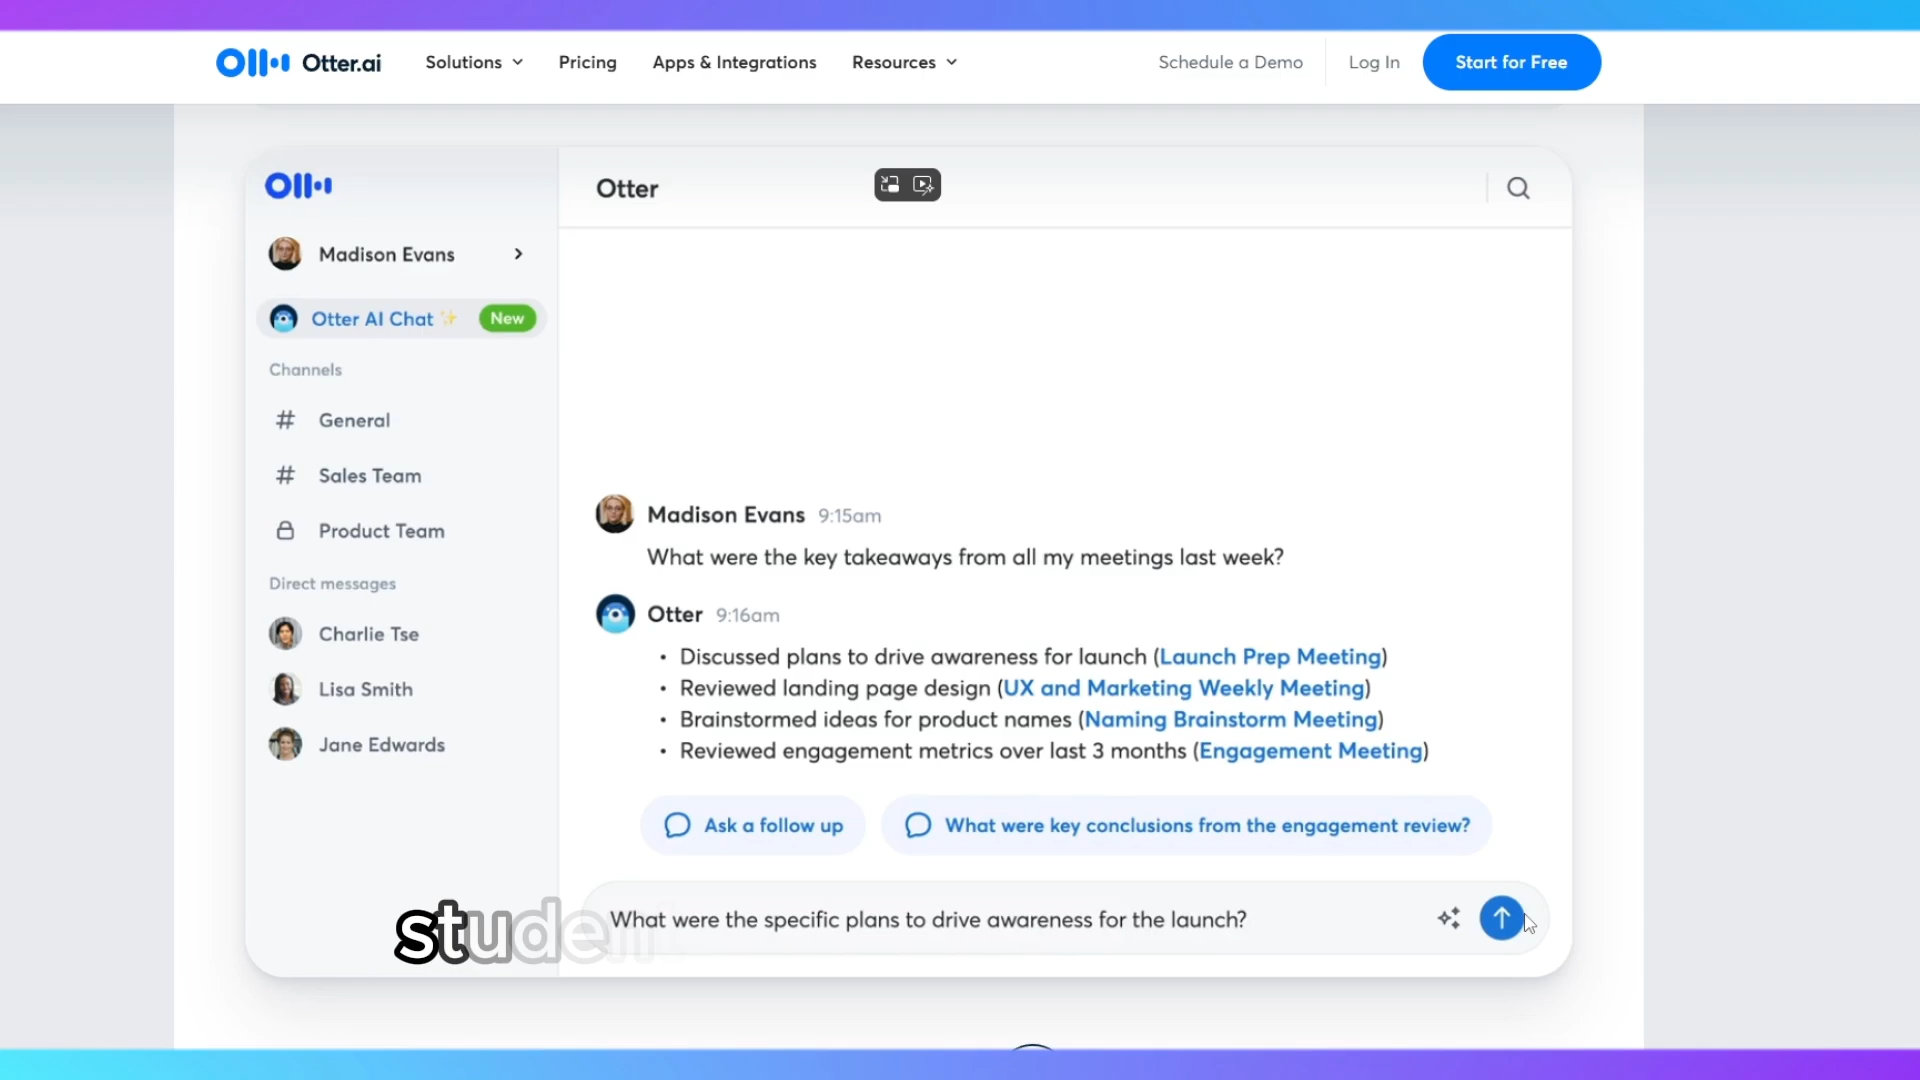 Otter.ai Solutions Pricing Apps & Integrations Resources Schedule a Demo Log In Start for Free
Otter
Madison Evans
Otter AI Chat New
Channels
# General
# Sales Team
Product Team
Direct messages
Charlie Tse
Lisa Smith
Jane Edwards
Madison Evans 9:15am
What were the key takeaways from all my meetings last week?
Otter 9:16am
• Discussed plans to drive awareness for launch (Launch Prep Meeting)
• Reviewed landing page design (UX and Marketing Weekly Meeting)
• Brainstormed ideas for product names (Naming Brainstorm Meeting)
• Reviewed engagement metrics over last 3 months (Engagement Meeting)
Ask a follow up
What were key conclusions from the engagement review?
What were the specific plans to drive awareness for the launch?